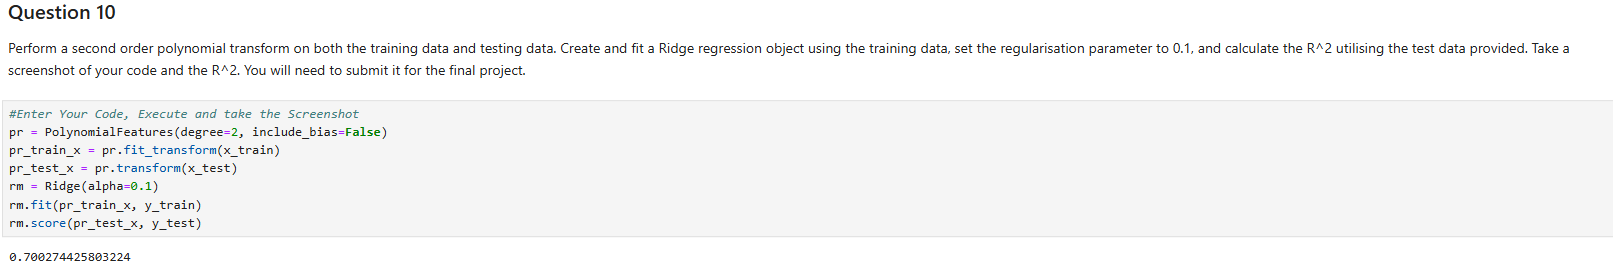 Question 10
Perform a second order polynomial transform on both the training data and testing data. Create and fit a Ridge regression object using the training data, set the regularisation parameter to 0.1, and calculate the R^2 utilising the test data provided. Take a
screenshot of your code and the R^2. You will need to submit it for the final project.
#Enter Your Code, Execute and take the Screenshot
pr = PolynomialFeatures(degree=2, include_bias=False)
pr_train_x = pr.fit_transform(x_train)
pr_test_x = pr.transform(x_test)
rm = Ridge(alpha=0.1)
rm.fit(pr_train_x, y_train)
rm.score(pr_test_x, y_test)
0.700274425803224